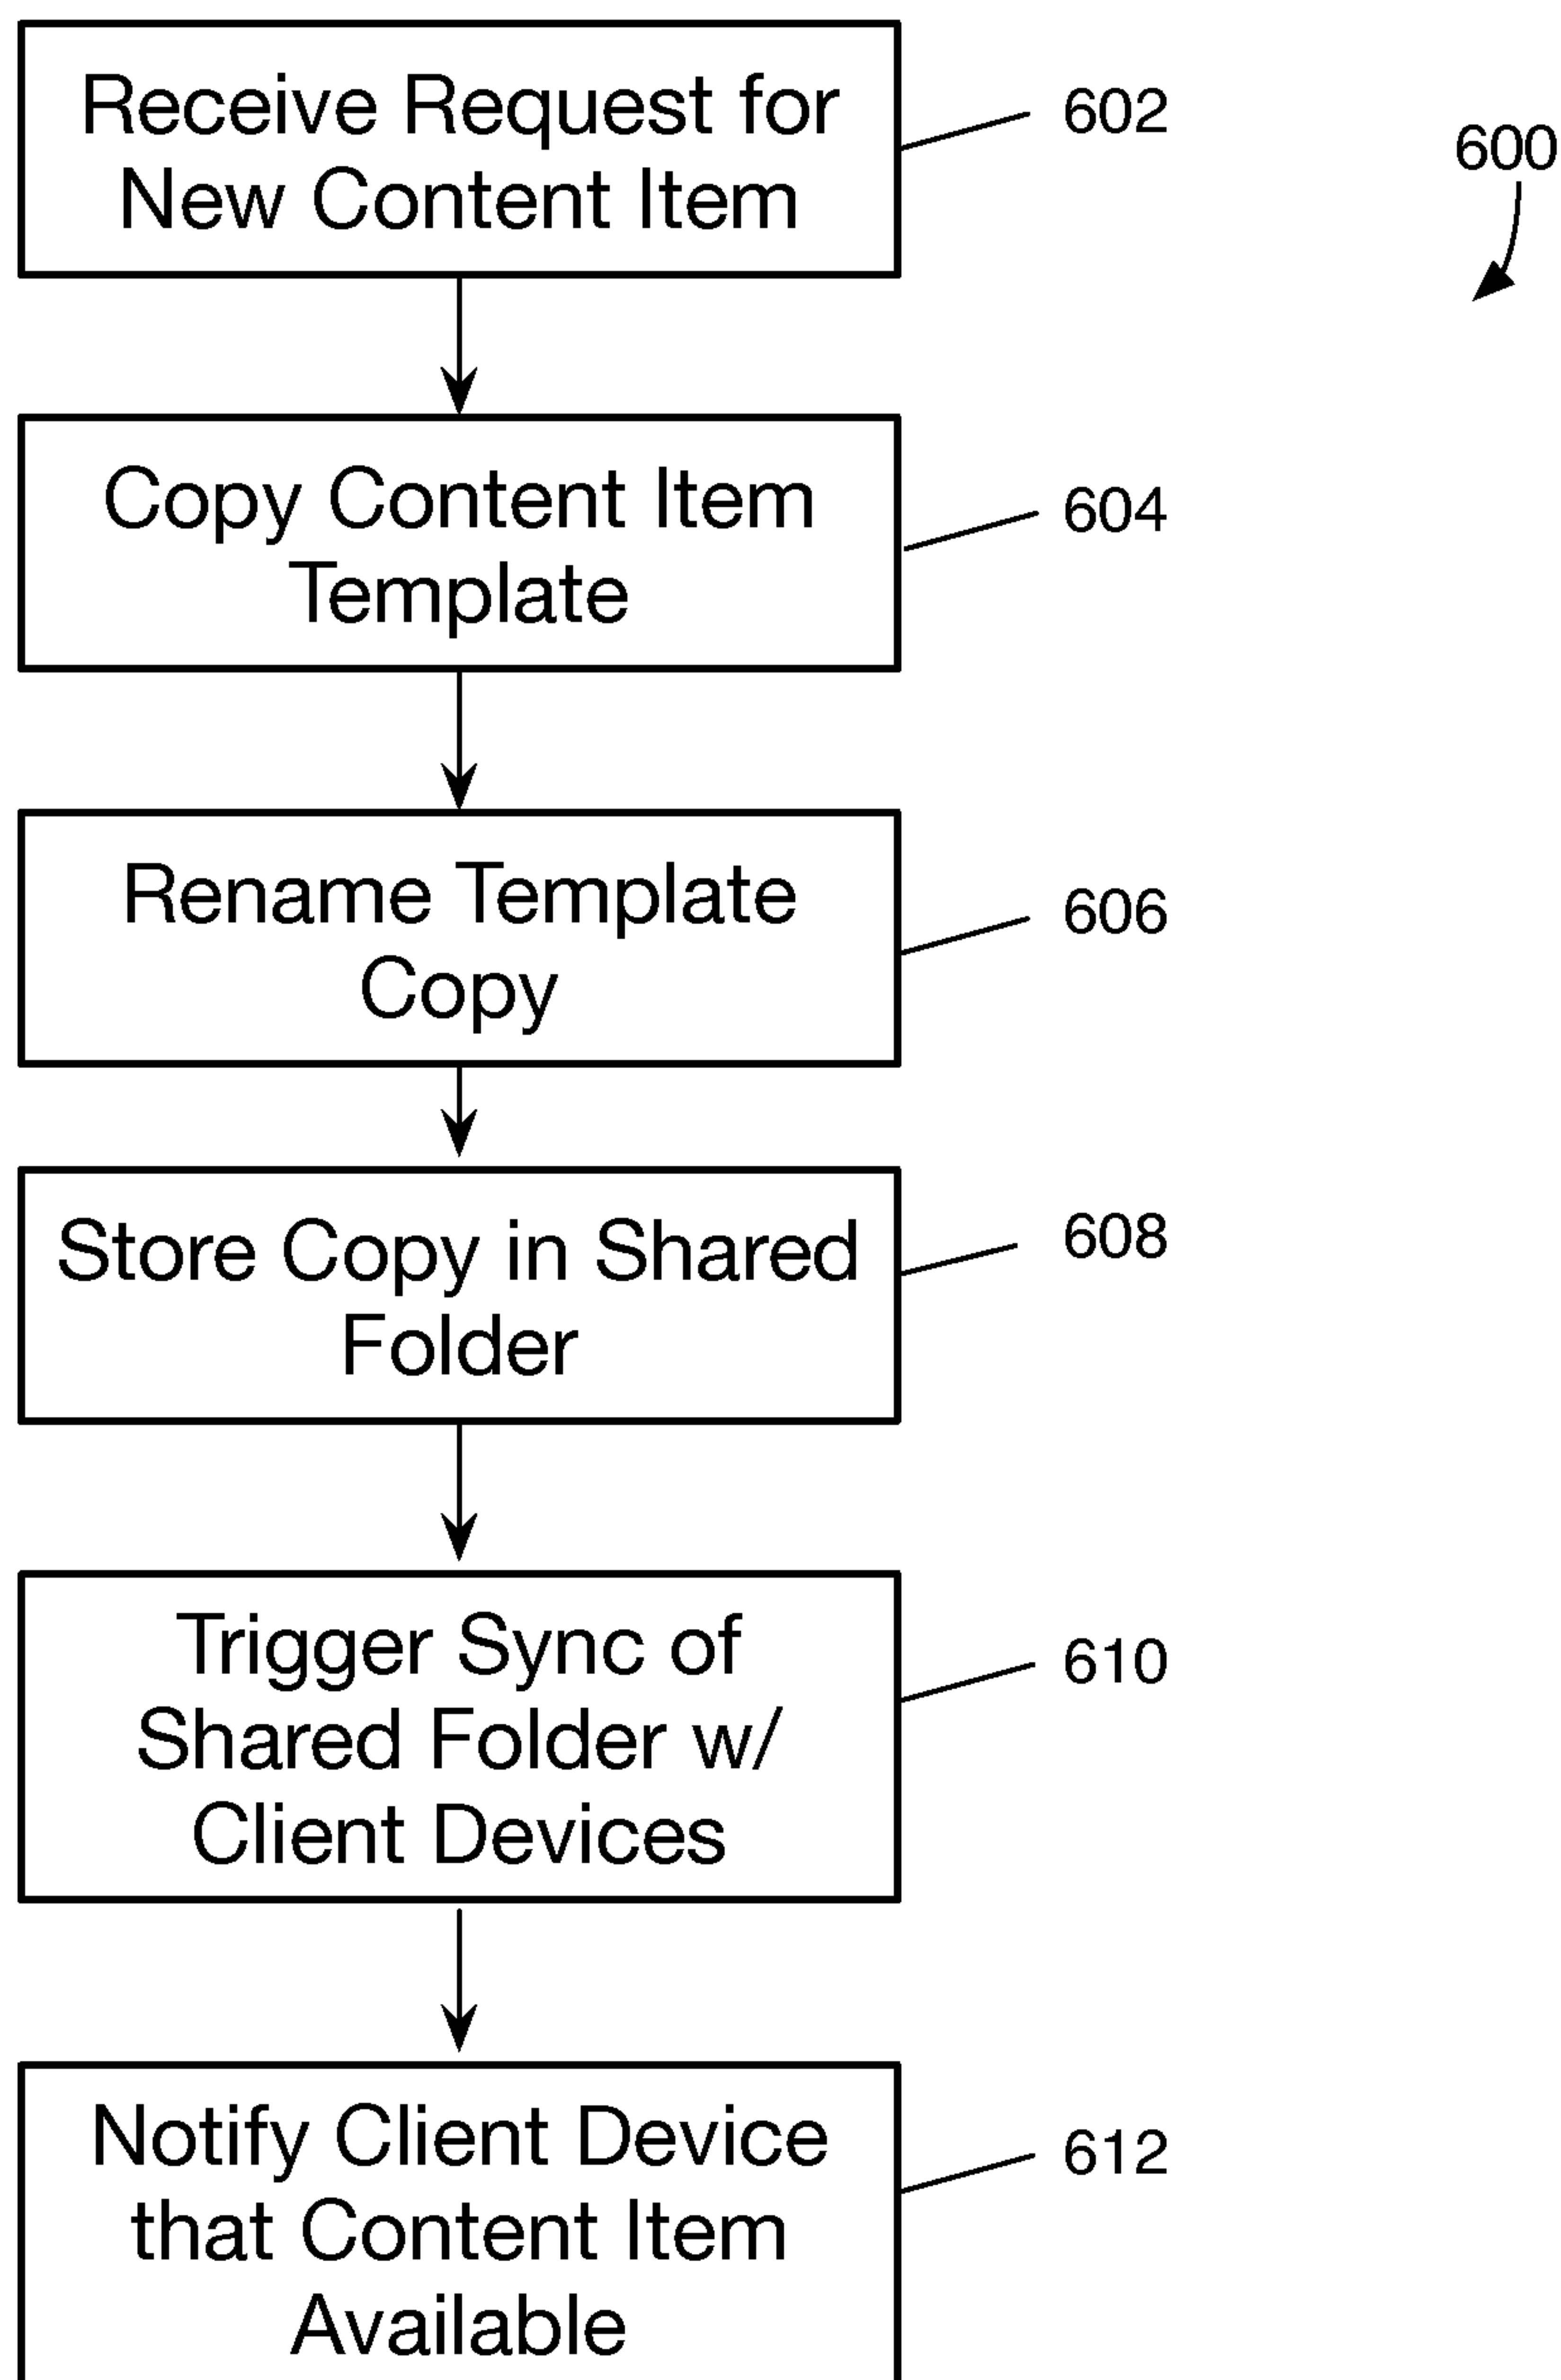 Receive Request for
New Content Item
602
600
Copy Content Item
Template
604
Rename Template
Copy
606
Store Copy in Shared
Folder
608
Trigger Sync of
Shared Folder w/
Client Devices
610
Notify Client Device
that Content Item
Available
612